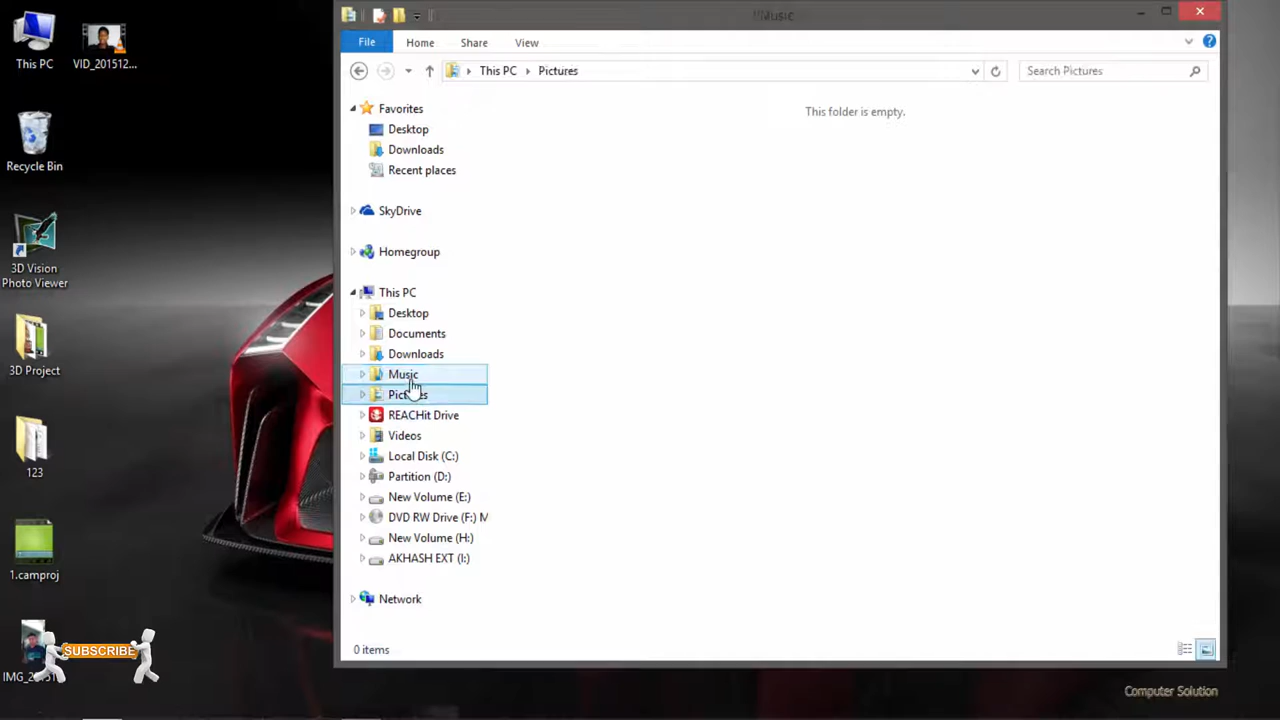 This PC
VID_201512...
Recycle Bin
3D Vision
Photo Viewer
3D Project
123
1.camproj
SUBSCRIBE
Music
File
Home
Share
View
This PC
Pictures
Search Pictures
This folder is empty.
Favorites
Desktop
Downloads
Recent places
SkyDrive
Homegroup
This PC
Desktop
Documents
Downloads
Music
Pictures
REACHit Drive
Videos
Local Disk (C:)
Partition (D:)
New Volume (E:)
DVD RW Drive (F:) M
New Volume (H:)
AKHASH EXT (I:)
Network
0 items
Computer Solution